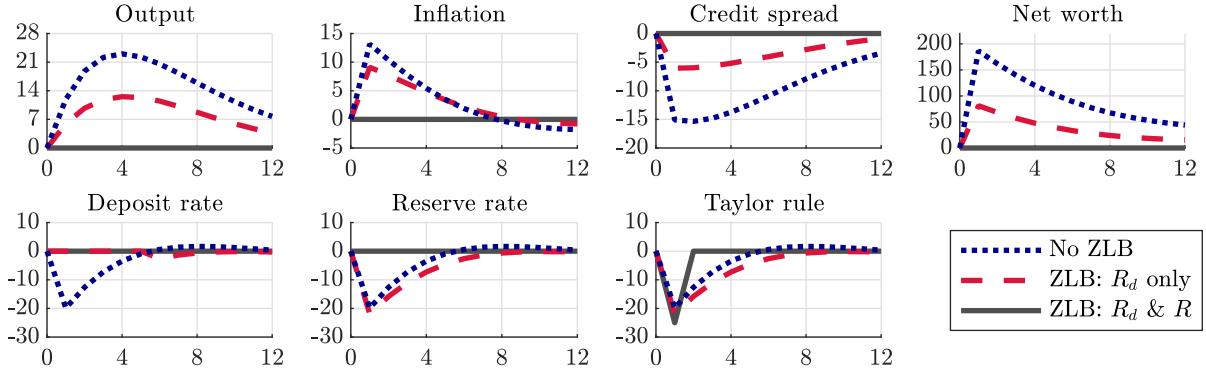 Output
28
21
14
7
0
0 4 8 12
Inflation
15
10
5
0
-5
0 4 8 12
Credit spread
0
-5
-10
-15
-20
0 4 8 12
Net worth
200
150
100
50
0
0 4 8 12
Deposit rate
10
0
-10
-20
-30
0 4 8 12
Reserve rate
10
0
-10
-20
-30
0 4 8 12
Taylor rule
10
0
-10
-20
-30
0 4 8 12
No ZLB
ZLB: R_d only
ZLB: R_d & R